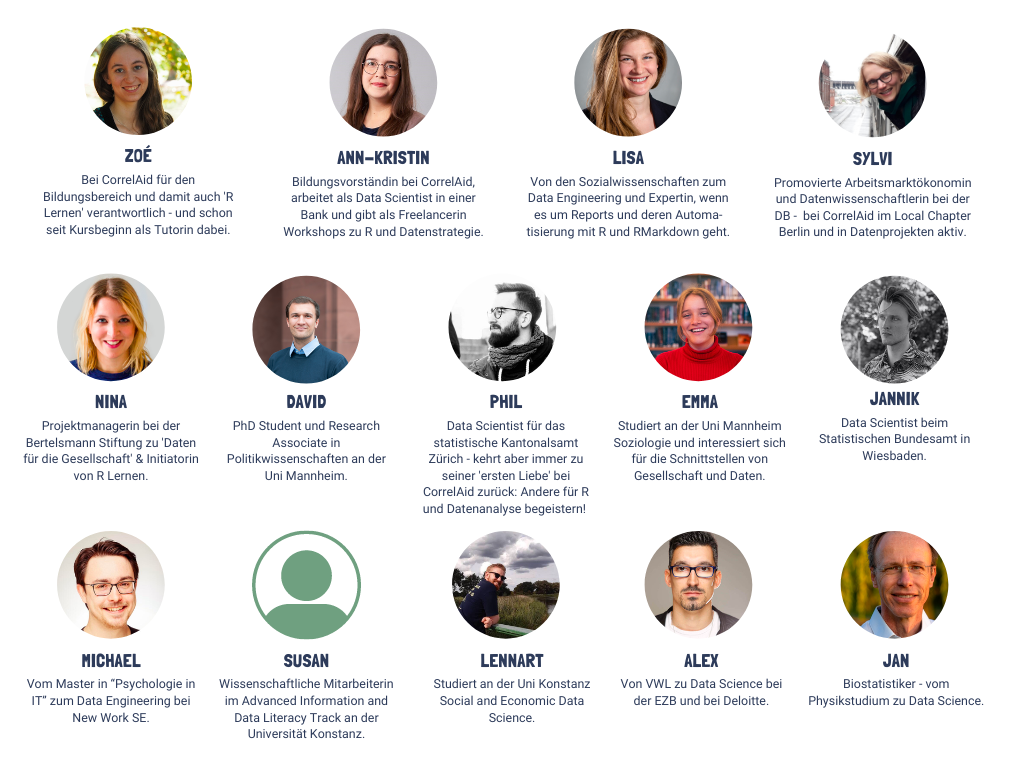 ZOÉ
Bei CorrelAid für den
Bildungsbereich und damit auch 'R
Lernen' verantwortlich - und schon
seit Kursbeginn als Tutorin dabei.
ANN-KRISTIN
Bildungsvorständin bei CorrelAid,
arbeitet als Data Scientist in einer
Bank und gibt als Freelancerin
Workshops zu R und Datenstrategie.
LISA
Von den Sozialwissenschaften zum
Data Engineering und Expertin, wenn
es um Reports und deren Automa-
tisierung mit R und RMarkdown geht.
SYLVI
Promovierte Arbeitsmarktökonomin
und Datenwissenschaftlerin bei der
DB - bei CorrelAid im Local Chapter
Berlin und in Datenprojekten aktiv.
NINA
Projektmanagerin bei der
Bertelsmann Stiftung zu 'Daten
für die Gesellschaft' & Initiatorin
von R Lernen.
DAVID
PhD Student und Research
Associate in
Politikwissenschaften an der
Uni Mannheim.
PHIL
Data Scientist für das
statistische Kantonalsamt
Zürich - kehrt aber immer zu
seiner 'ersten Liebe' bei
CorrelAid zurück: Andere für R
und Datenanalyse begeistern!
EMMA
Studiert an der Uni Mannheim
Soziologie und interessiert sich
für die Schnittstellen von
Gesellschaft und Daten.
JANNIK
Data Scientist beim
Statistischen Bundesamt in
Wiesbaden.
MICHAEL
Vom Master in “Psychologie in
IT” zum Data Engineering bei
New Work SE.
SUSAN
Wissenschaftliche Mitarbeiterin
im Advanced Information and
Data Literacy Track an der
Universität Konstanz.
LENNART
Studiert an der Uni Konstanz
Social and Economic Data
Science.
ALEX
Von VWL zu Data Science bei
der EZB und bei Deloitte.
JAN
Biostatistiker - vom
Physikstudium zu Data Science.